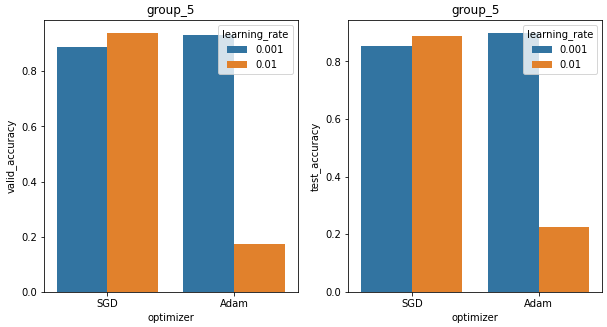 group_5
learning_rate
0.001
0.01
0.8
0.6
0.4
0.2
0.0
valid_accuracy
SGD
Adam
optimizer
group_5
learning_rate
0.001
0.01
0.8
0.6
0.4
0.2
0.0
test_accuracy
SGD
Adam
optimizer